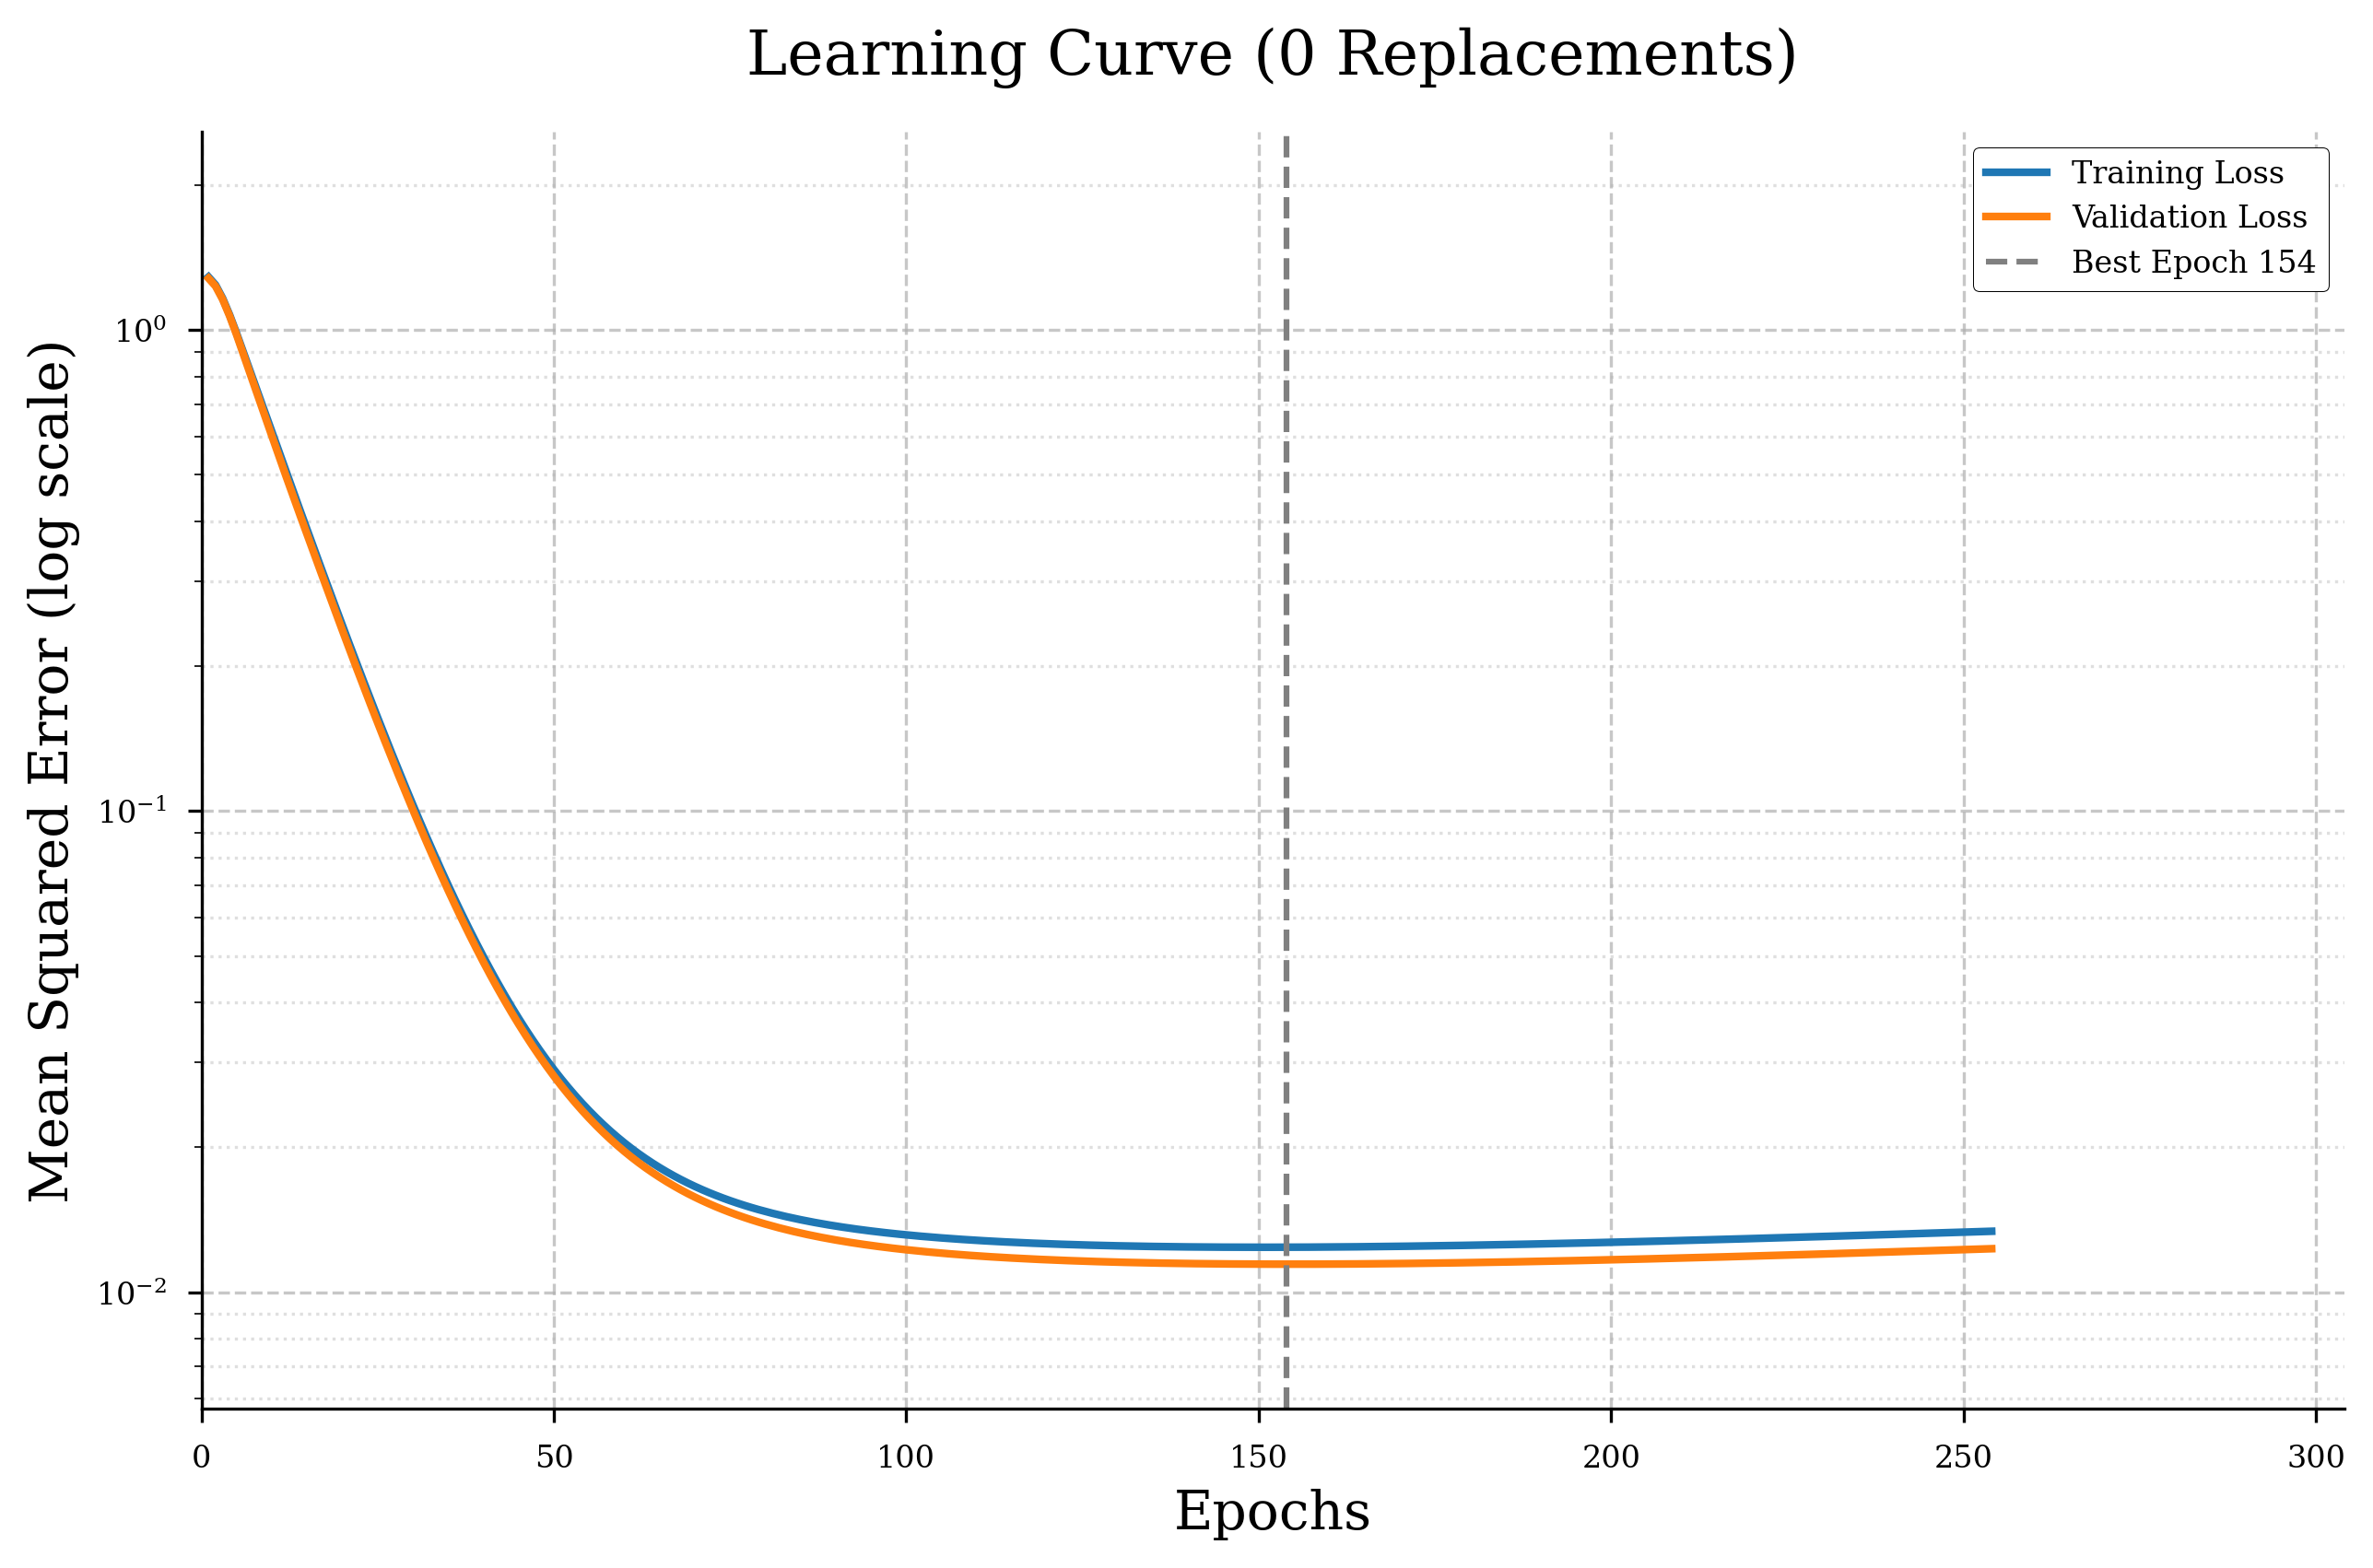 Learning Curve (0 Replacements)
Training Loss
Validation Loss
Best Epoch 154
Mean Squared Error (log scale)
10⁰
10⁻¹
10⁻²
0 50 100 150 200 250 300
Epochs